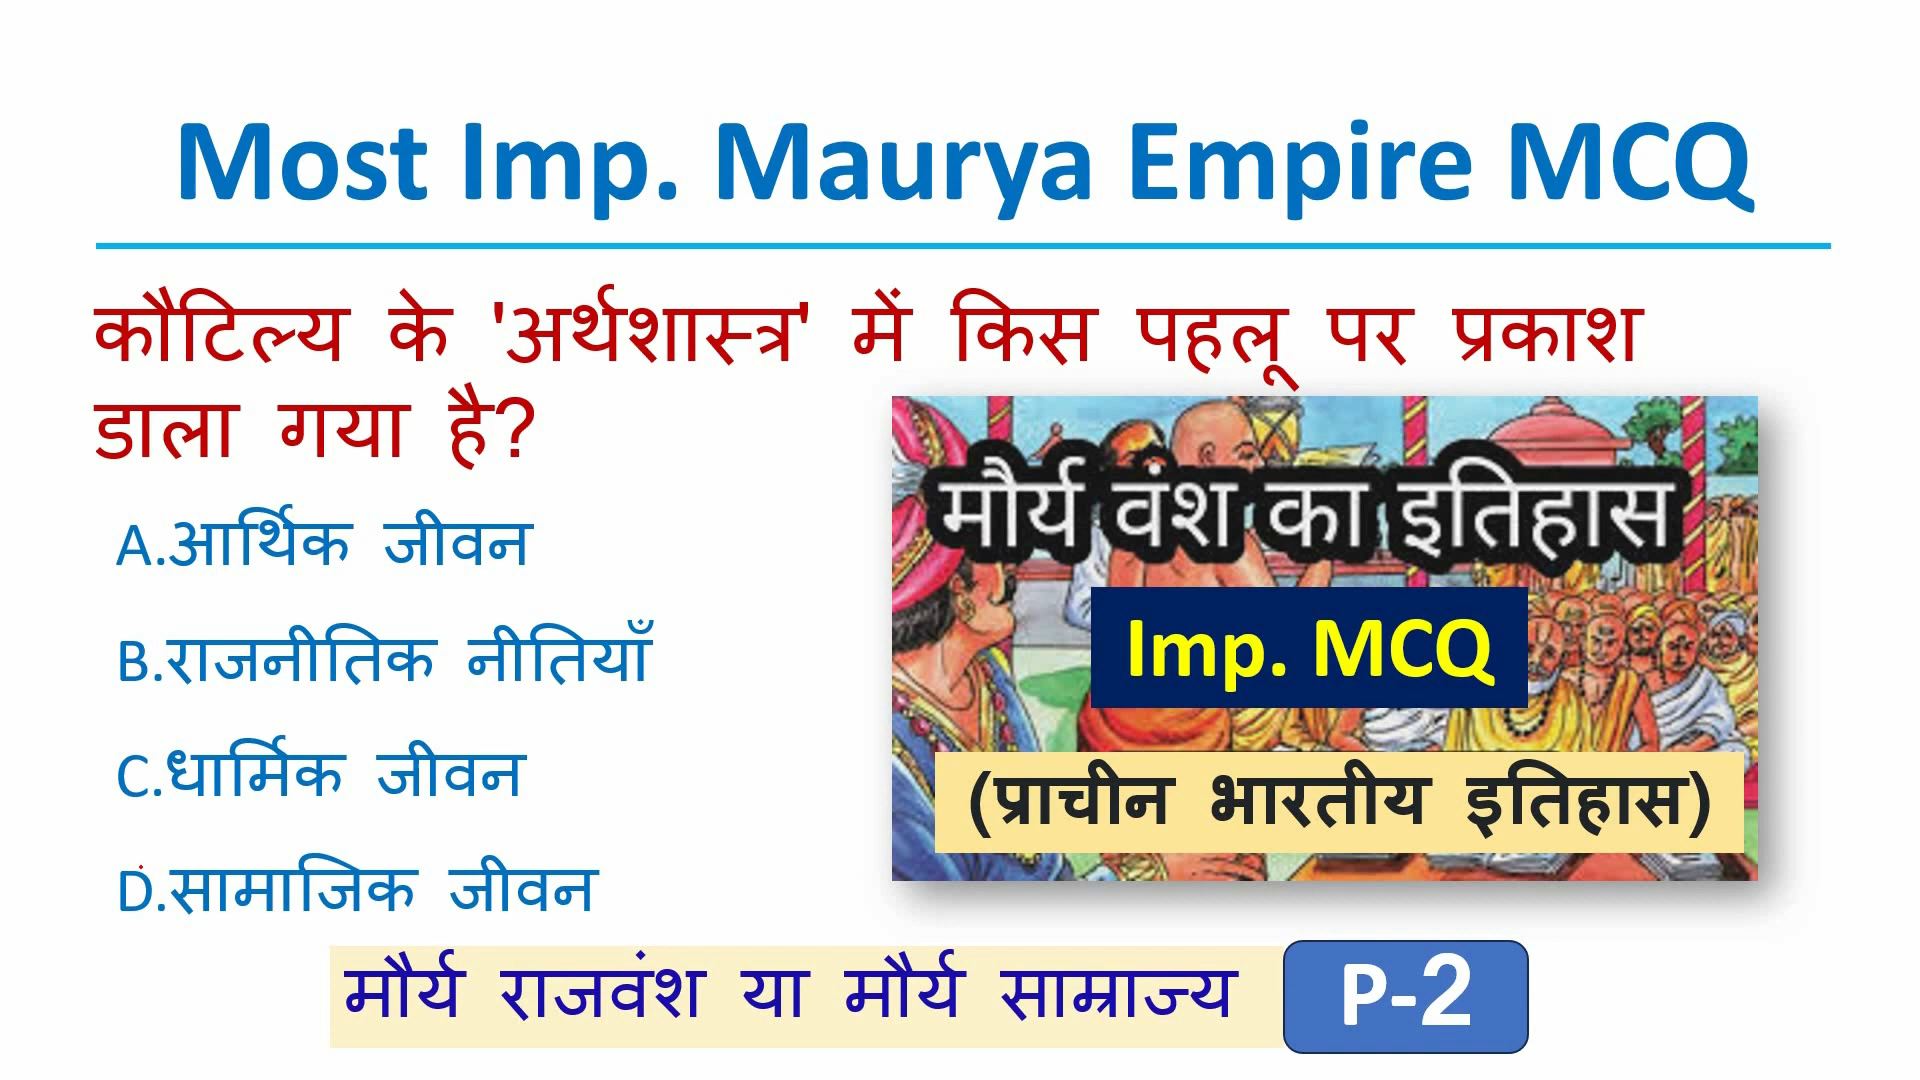 Most Imp. Maurya Empire MCQ
कौटिल्य के 'अर्थशास्त्र' में किस पहलू पर प्रकाश
डाला गया है?
A.आर्थिक जीवन
B.राजनीतिक नीतियाँ
C.धार्मिक जीवन
D.सामाजिक जीवन
मौर्य वंश का इतिहास
Imp. MCQ
(प्राचीन भारतीय इतिहास)
मौर्य राजवंश या मौर्य साम्राज्य
P-2